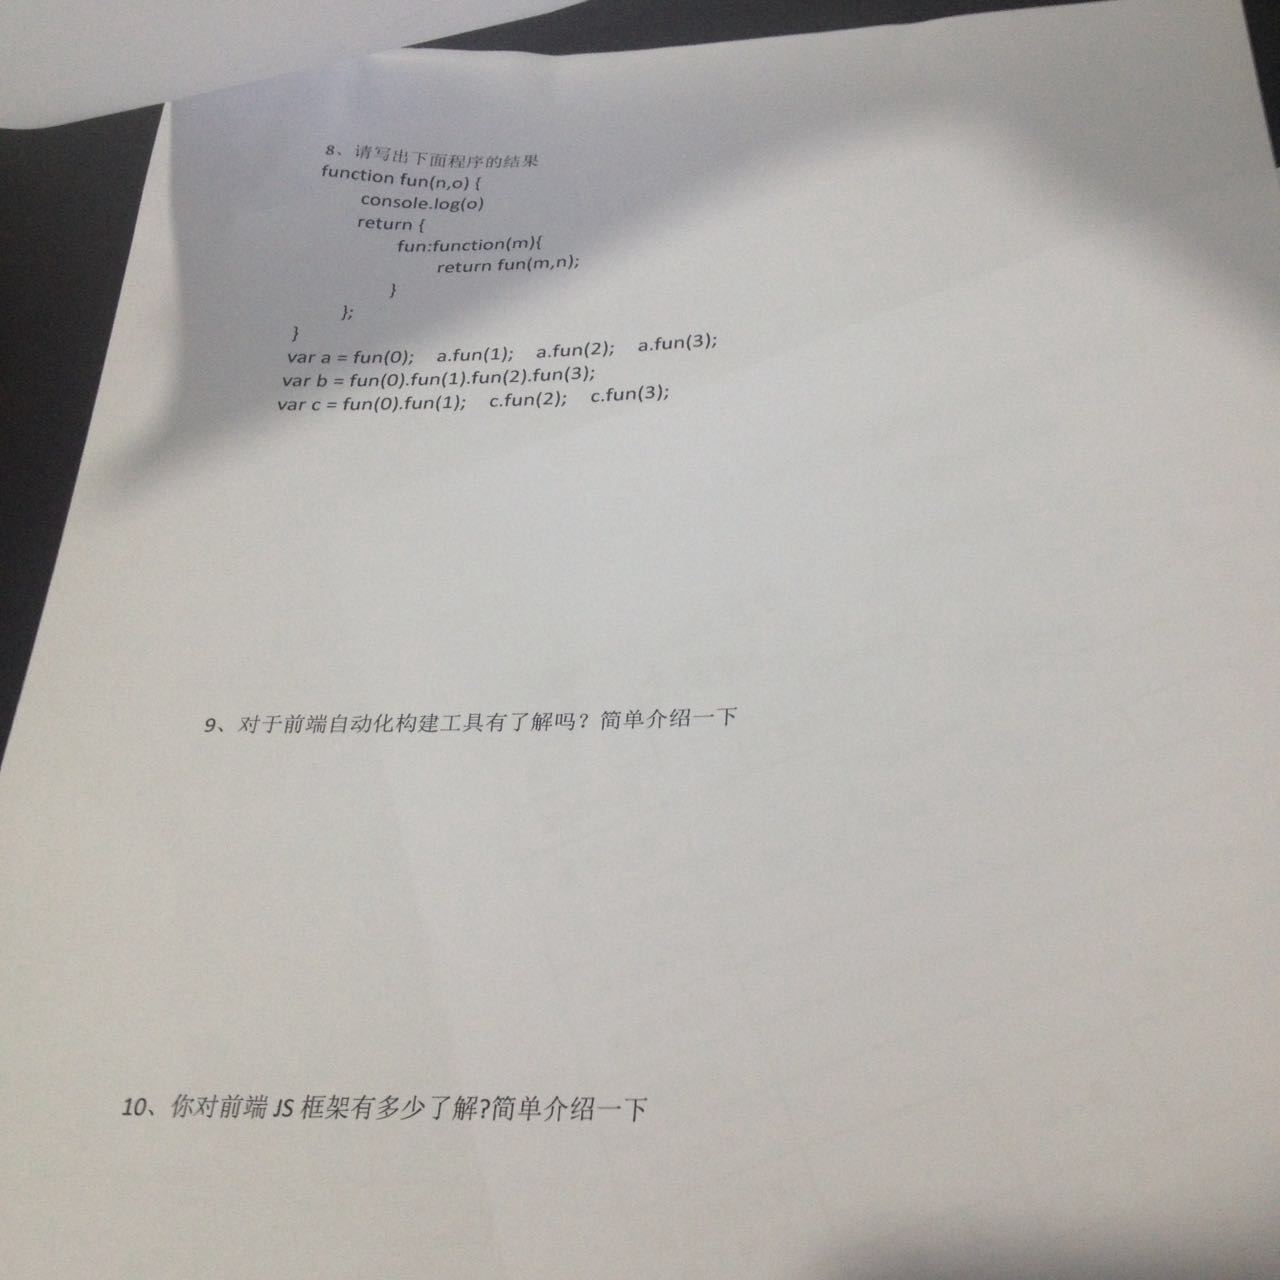 8、请写出下面程序的结果
function fun(n,o) {
console.log(o)
return {
fun:function(m){
return fun(m,n);
}
};
}
var a = fun(0); a.fun(1); a.fun(2); a.fun(3);
var b = fun(0).fun(1).fun(2).fun(3);
var c = fun(0).fun(1); c.fun(2); c.fun(3);
9、对于前端自动化构建工具有了解吗？简单介绍一下
10、你对前端 JS 框架有多少了解?简单介绍一下